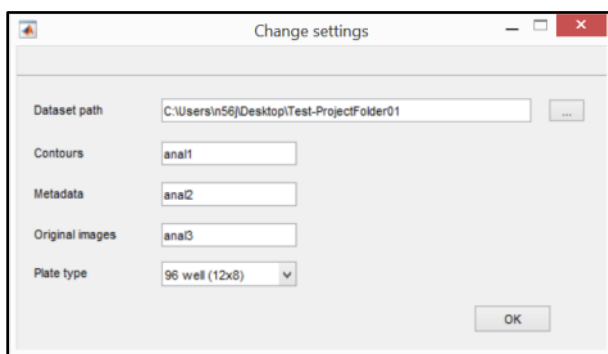 Change settings
Dataset path C:\Users\n56j\Desktop\Test-ProjectFolder01 ...
Contours anal1
Metadada anal2
Original images anal3
Plate type 96 well (12x8)
OK